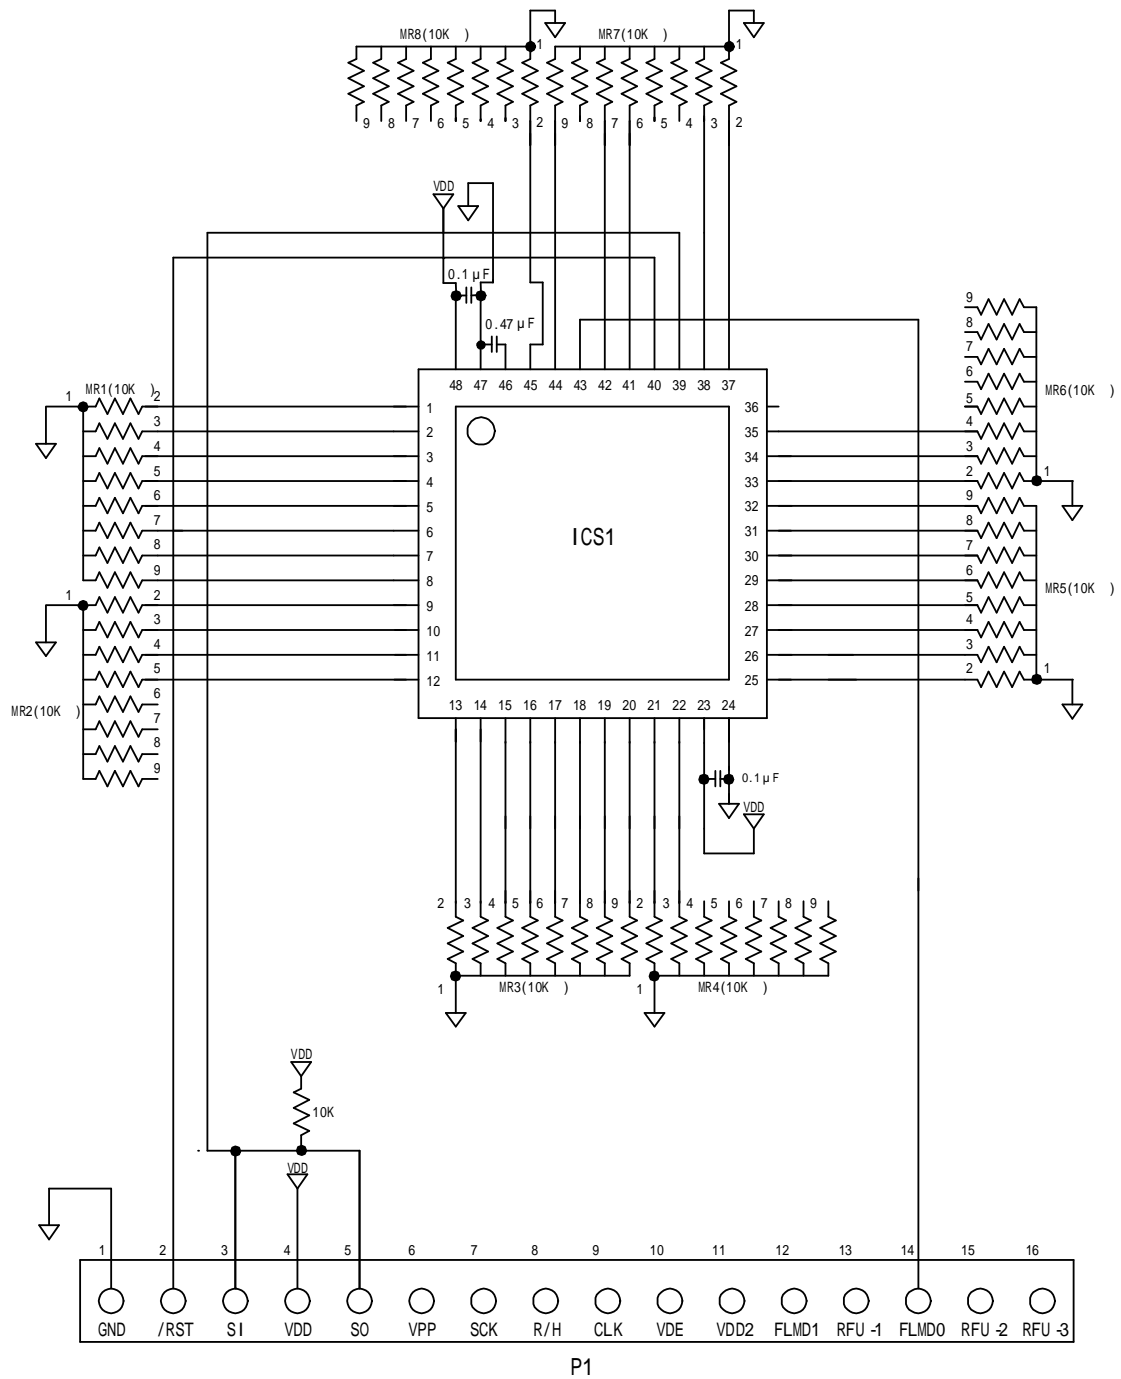 MR8(10K )
1
MR7(10K )
1
9 8 7 6 5 4 3 2 9 8 7 6 5 4 3 2
VDD
0.1μF
0.47μF
48 47 46 45 44 43 42 41 40 39 38 37
9
8
7
6
5
4
3
2
MR6(10K )
1
MR1(10K )
1
2
3
4
5
6
7
8
9
1
2
3
4
5
6
7
8
9
10
11
12
ICS1
36
35
34
33
32
31
30
29
28
27
26
25
9
8
7
6
5
4
3
2
MR5(10K )
1
1
2
3
4
5
6
7
8
9
MR2(10K )
13 14 15 16 17 18 19 20 21 22 23 24
0.1μF
VDD
2 3 4 5 6 7 8 9 2 3 4 5 6 7 8 9
1
MR3(10K )
1
MR4(10K )
VDD
10K
VDD
1 2 3 4 5 6 7 8 9 10 11 12 13 14 15 16
GND /RST SI VDD SO VPP SCK R/H CLK VDE VDD2 FLMD1 RFU-1 FLMD0 RFU-2 RFU-3
P1